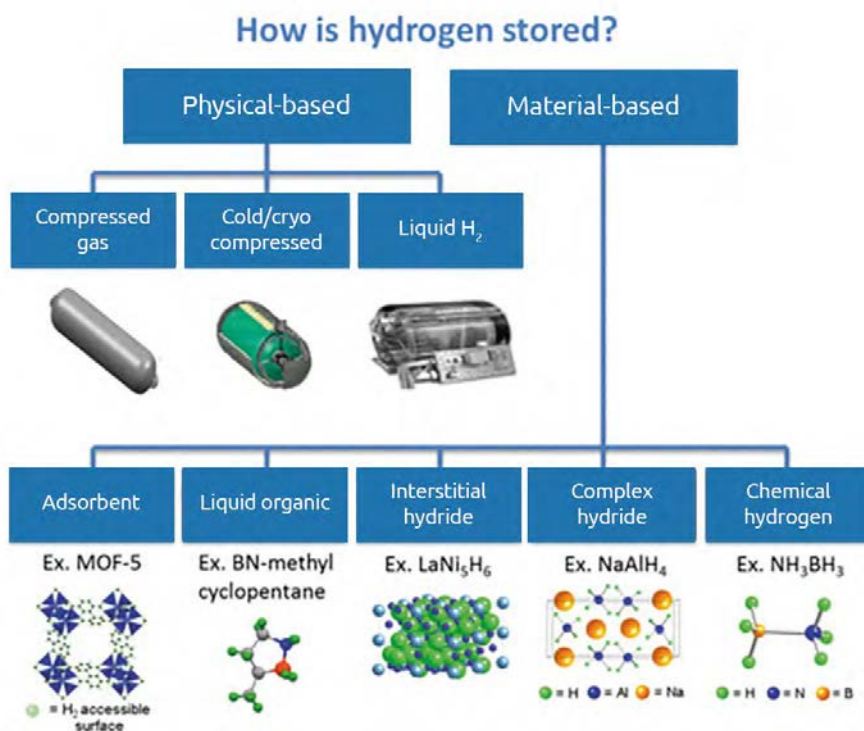 How is hydrogen stored?
Physical-based
Material-based
Compressed
gas
Cold/cryo
compressed
Liquid H₂
Adsorbent
Liquid organic
Interstitial
hydride
Complex
hydride
Chemical
hydrogen
Ex. MOF-5
Ex. BN-methyl
cyclopentane
Ex. LaNi₅H₆
Ex. NaAlH₄
Ex. NH₃BH₃
= H₂ accessible
surface
= H = Al = Na
= H = N = B